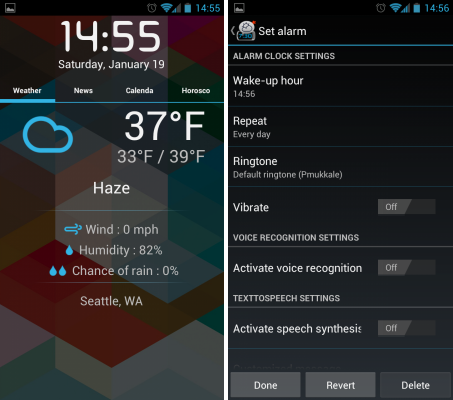 14:55
14:55
Saturday, January 19
Weather
News
Calenda
Horosco
37°F
33°F / 39°F
Haze
Wind : 0 mph
Humidity : 82%
Chance of rain : 0%
Seattle, WA
14:56
Set alarm
ALARM CLOCK SETTINGS
Wake-up hour
14:56
Repeat
Every day
Ringtone
Default ringtone (Pmukkale)
Vibrate
Off
VOICE RECOGNITION SETTINGS
Activate voice recognition
Off
TEXTTOSPEECH SETTINGS
Activate speech synthesis
Off
Done
Revert
Delete